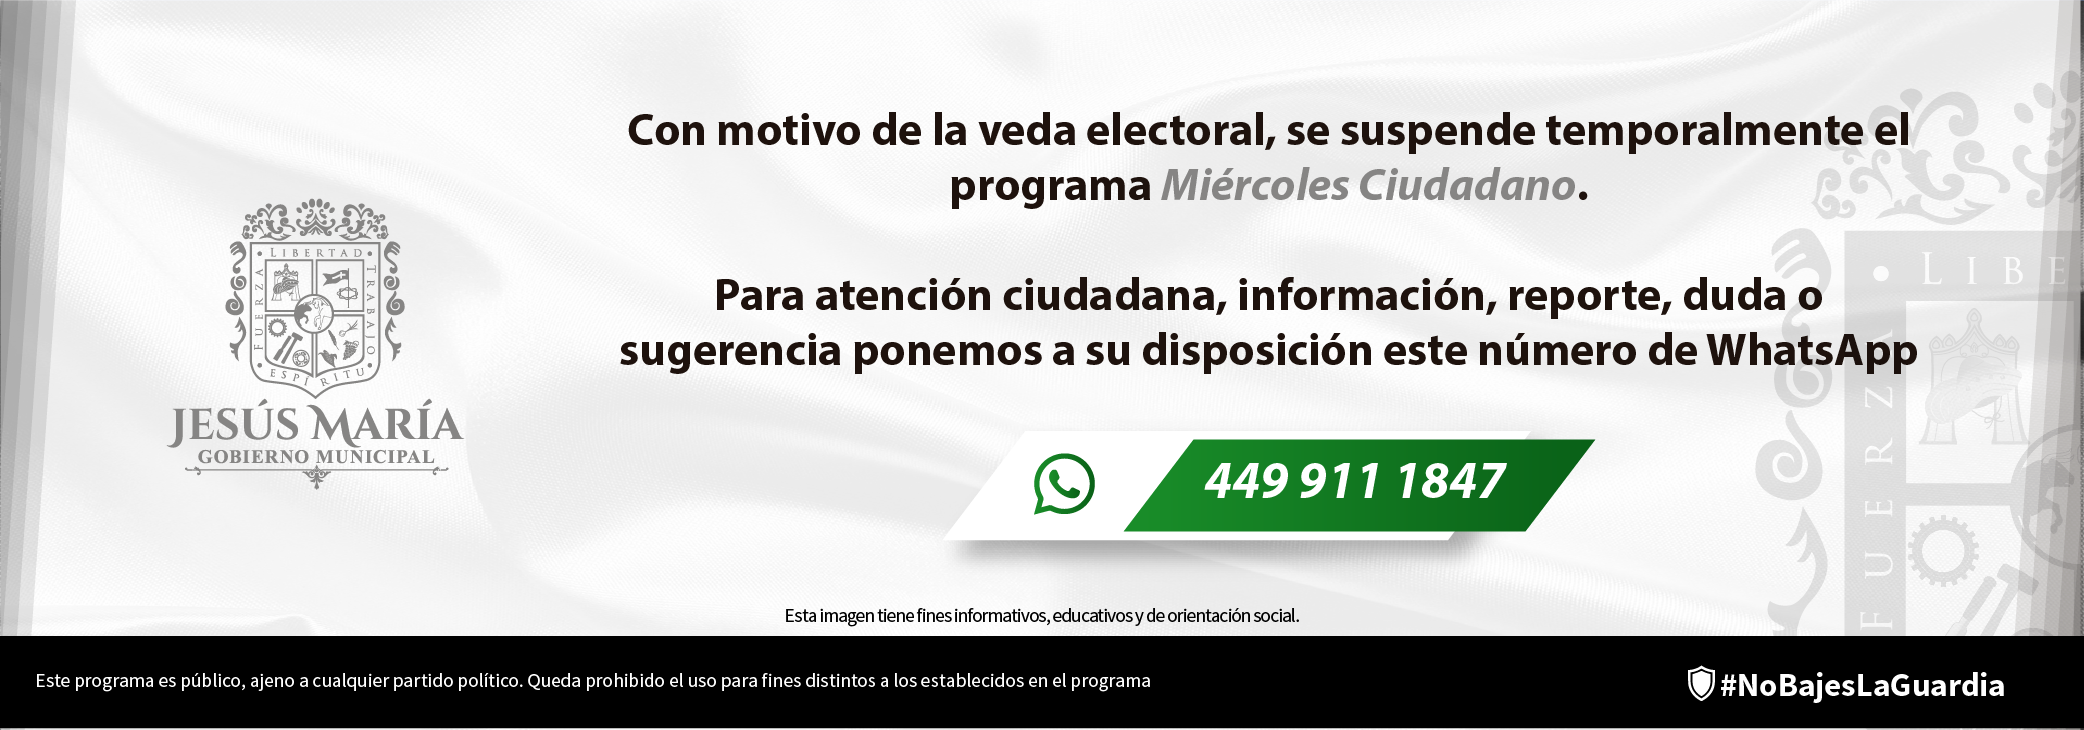 Con motivo de la veda electoral, se suspende temporalmente el
programa Miércoles Ciudadano.
Para atención ciudadana, información, reporte, duda o
sugerencia ponemos a su disposición este número de WhatsApp
449 911 1847
LIBERTAD
FUERZA
TRABAJO
ESPÍRITU
JESÚS MARÍA
GOBIERNO MUNICIPAL
LIBE
FUERZA
Esta imagen tiene fines informativos, educativos y de orientación social.
Este programa es público, ajeno a cualquier partido político. Queda prohibido el uso para fines distintos a los establecidos en el programa
#NoBajesLaGuardia